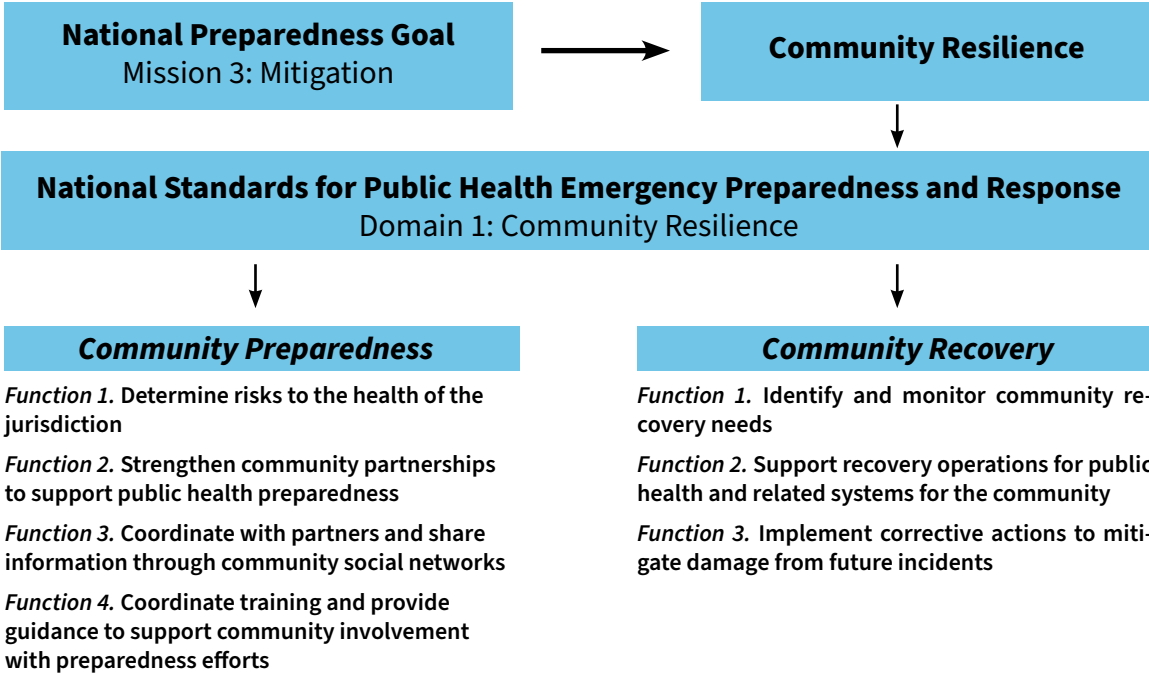 National Preparedness Goal
Mission 3: Mitigation
Community Resilience
National Standards for Public Health Emergency Preparedness and Response
Domain 1: Community Resilience
Community Preparedness
Function 1. Determine risks to the health of the
jurisdiction
Function 2. Strengthen community partnerships
to support public health preparedness
Function 3. Coordinate with partners and share
information through community social networks
Function 4. Coordinate training and provide
guidance to support community involvement
with preparedness efforts
Community Recovery
Function 1. Identify and monitor community re-
covery needs
Function 2. Support recovery operations for public
health and related systems for the community
Function 3. Implement corrective actions to miti-
gate damage from future incidents